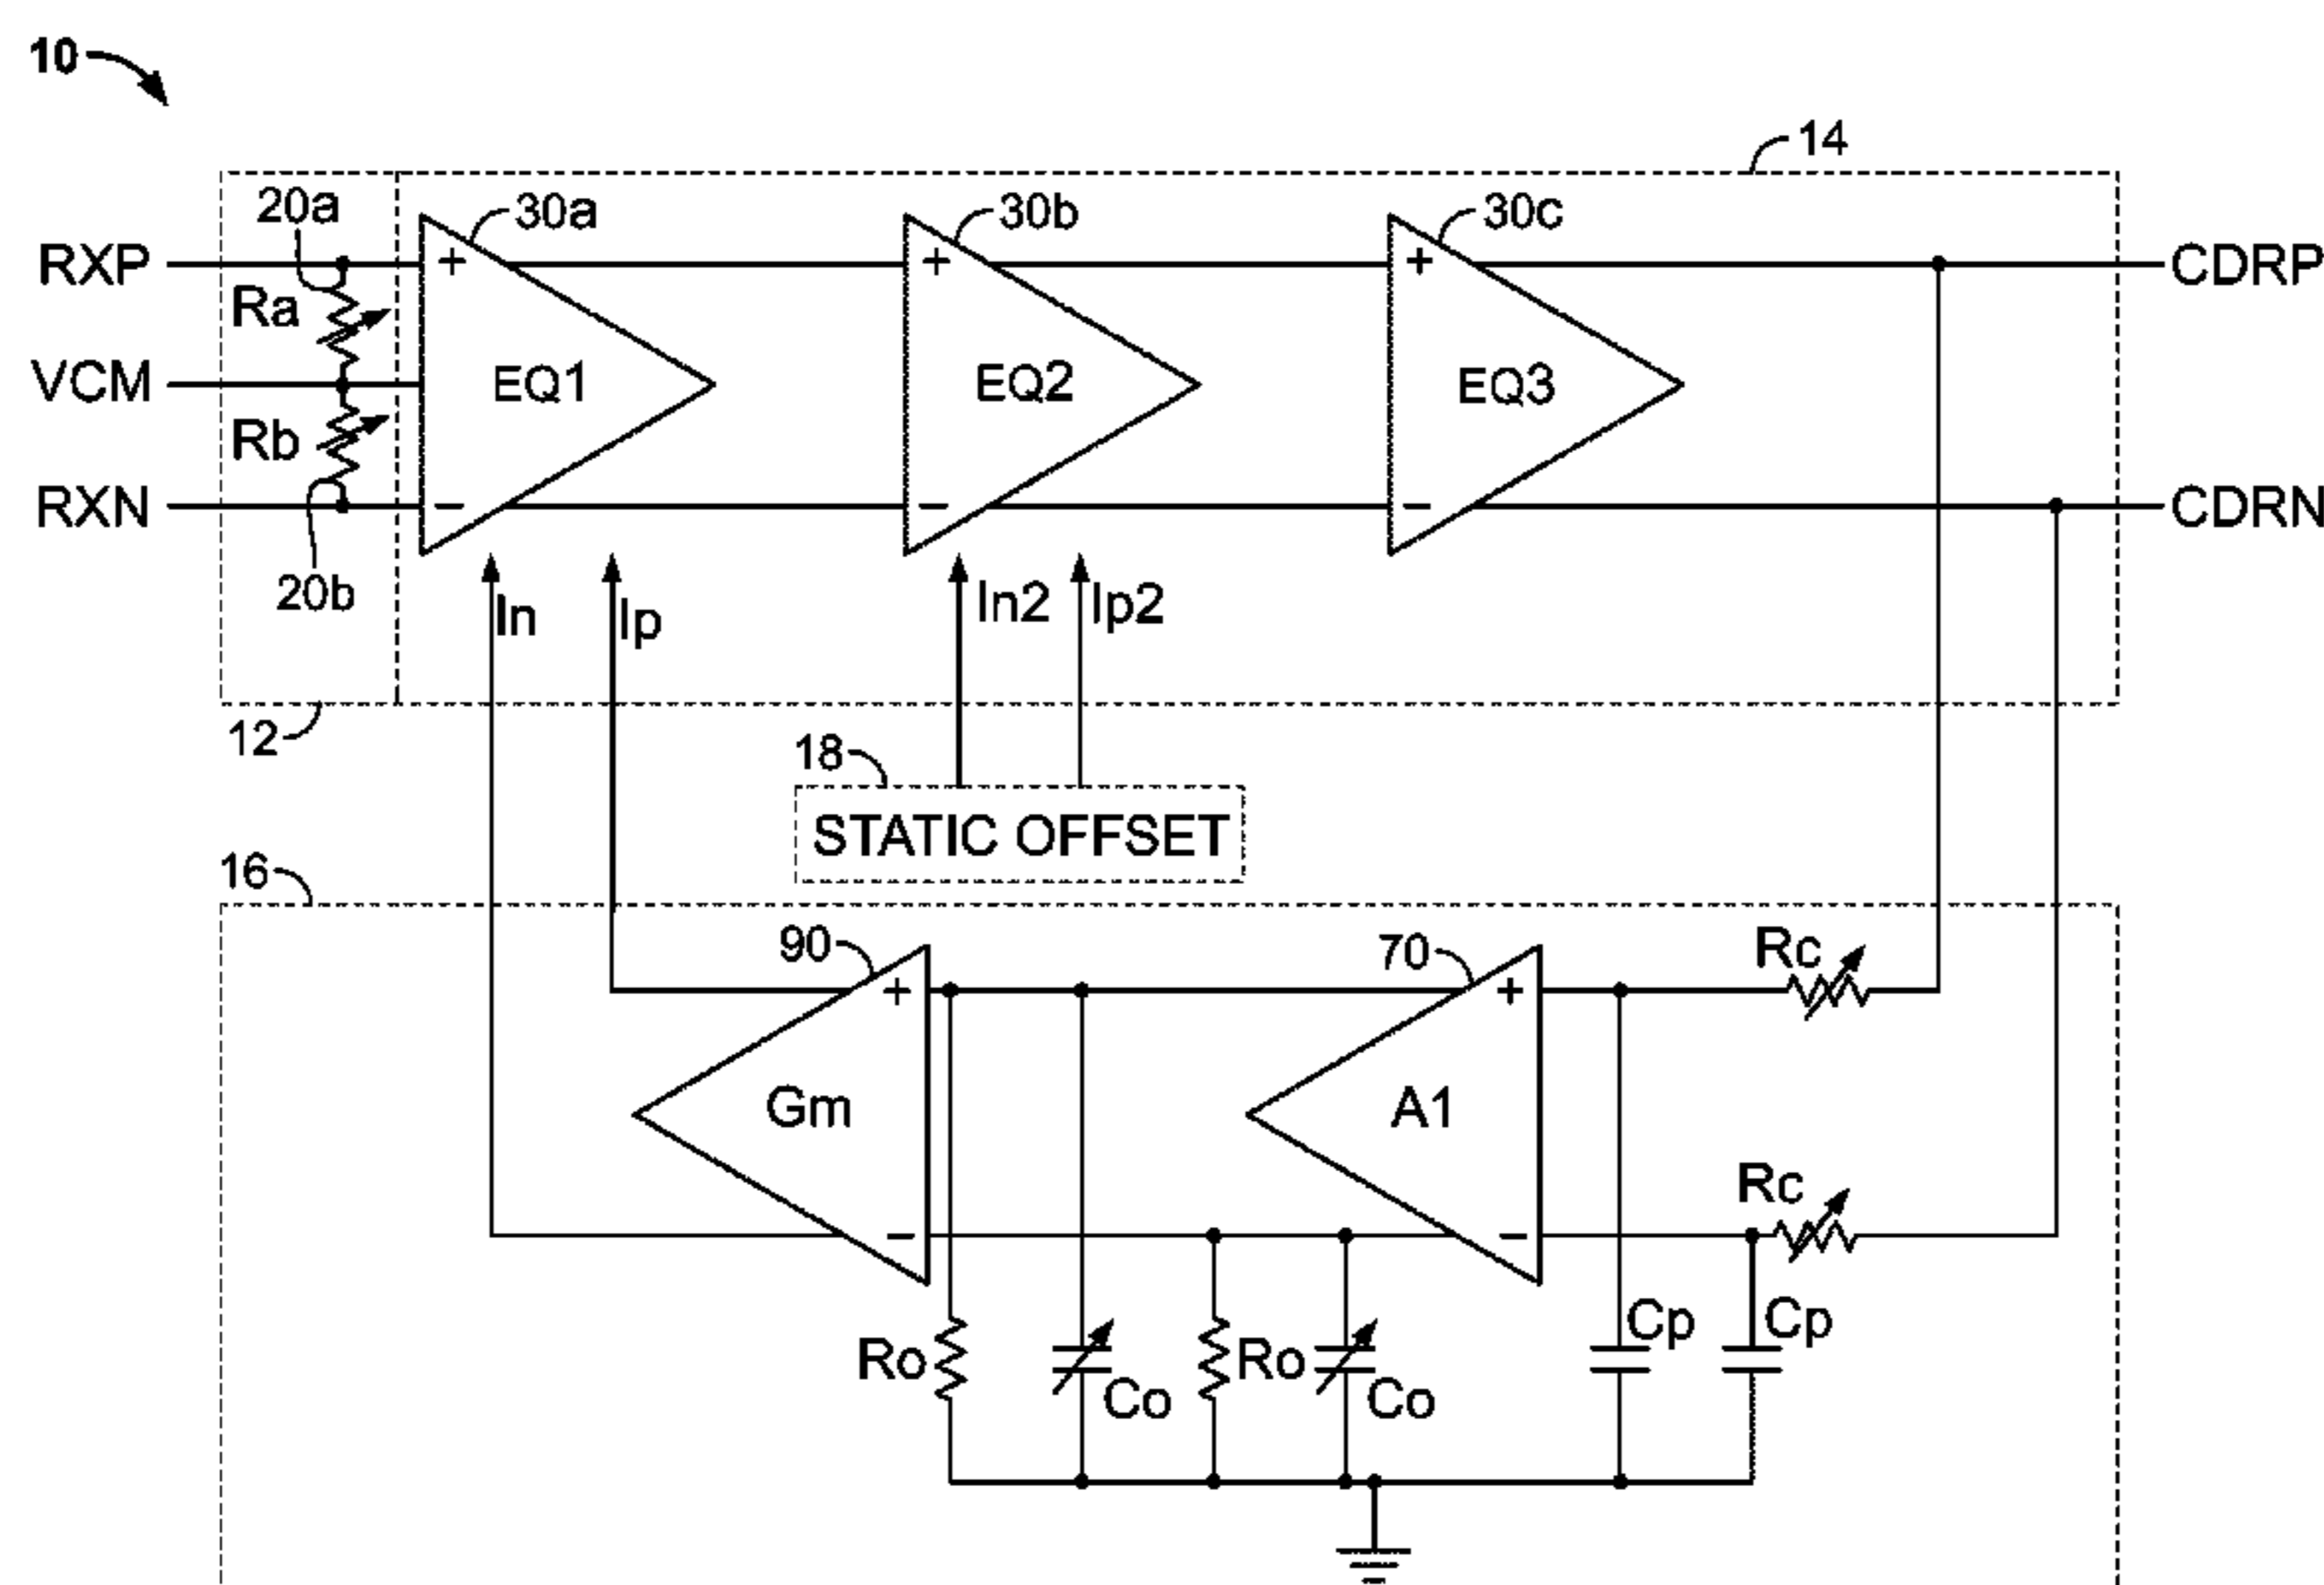 10
14
20a
30a
30b
30c
RXP
+
+
+
CDRP
Ra
VCM
EQ1
EQ2
EQ3
Rb
RXN
−
−
−
CDRN
20b
In
Ip
In2
Ip2
12
18
STATIC OFFSET
16
90
70
Rc
+
+
Gm
A1
Rc
−
−
Ro
Co
Ro
Co
Cp
Cp